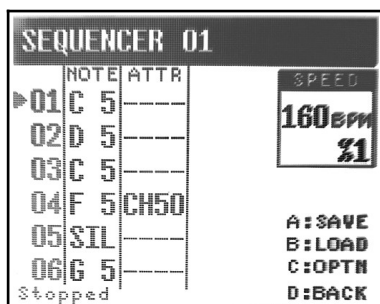 SEQUENCER 01
NOTE ATTR
01 C 5 ----
02 D 5 ----
03 C 5 ----
04 F 5 CH50
05 SIL ----
06 G 5 ----
Stopped
SPEED
160BPM
%1
A:SAVE
B:LOAD
C:OPTN
D:BACK